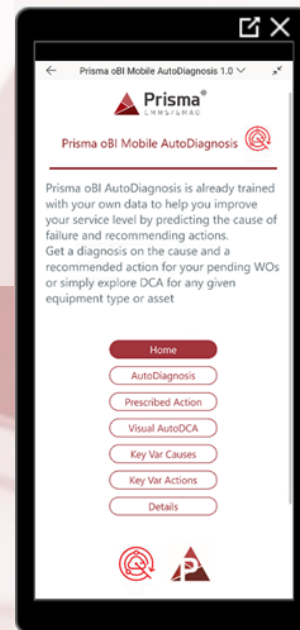 Prisma oBI Mobile AutoDiagnosis 1.0
Prisma®
CMMS/GMAO
Prisma oBI Mobile AutoDiagnosis
Prisma oBI AutoDiagnosis is already trained
with your own data to help you improve
your service level by predicting the cause of
failure and recommending actions.
Get a diagnosis on the cause and a
recommended action for your pending WOs
or simply explore DCA for any given
equipment type or asset
Home
AutoDiagnosis
Prescribed Action
Visual AutoDCA
Key Var Causes
Key Var Actions
Details